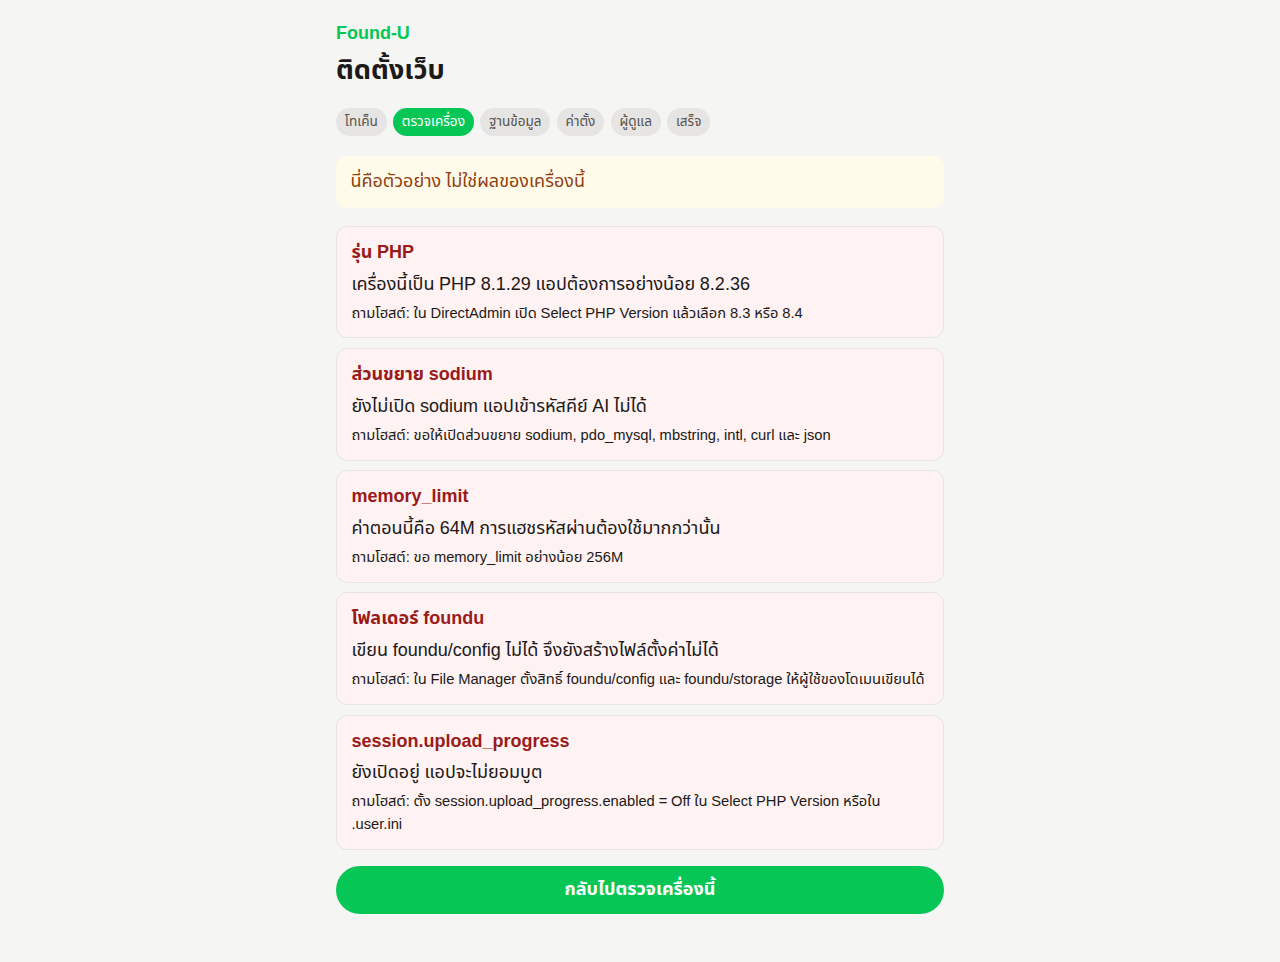 Found-U
ติดตั้งเว็บ
โทเค็น ตรวจเครื่อง ฐานข้อมูล ค่าตั้ง ผู้ดูแล เสร็จ
นี่คือตัวอย่าง ไม่ใช่ผลของเครื่องนี้
รุ่น PHP
เครื่องนี้เป็น PHP 8.1.29 แอปต้องการอย่างน้อย 8.2.36
ถามโฮสต์: ใน DirectAdmin เปิด Select PHP Version แล้วเลือก 8.3 หรือ 8.4
ส่วนขยาย sodium
ยังไม่เปิด sodium แอปเข้ารหัสคีย์ AI ไม่ได้
ถามโฮสต์: ขอให้เปิดส่วนขยาย sodium, pdo_mysql, mbstring, intl, curl และ json
memory_limit
ค่าตอนนี้คือ 64M การแฮชรหัสผ่านต้องใช้มากกว่านั้น
ถามโฮสต์: ขอ memory_limit อย่างน้อย 256M
โฟลเดอร์ foundu
เขียน foundu/config ไม่ได้ จึงยังสร้างไฟล์ตั้งค่าไม่ได้
ถามโฮสต์: ใน File Manager ตั้งสิทธิ์ foundu/config และ foundu/storage ให้ผู้ใช้ของโดเมนเขียนได้
session.upload_progress
ยังเปิดอยู่ แอปจะไม่ยอมบูต
ถามโฮสต์: ตั้ง session.upload_progress.enabled = Off ใน Select PHP Version หรือใน
.user.ini
กลับไปตรวจเครื่องนี้